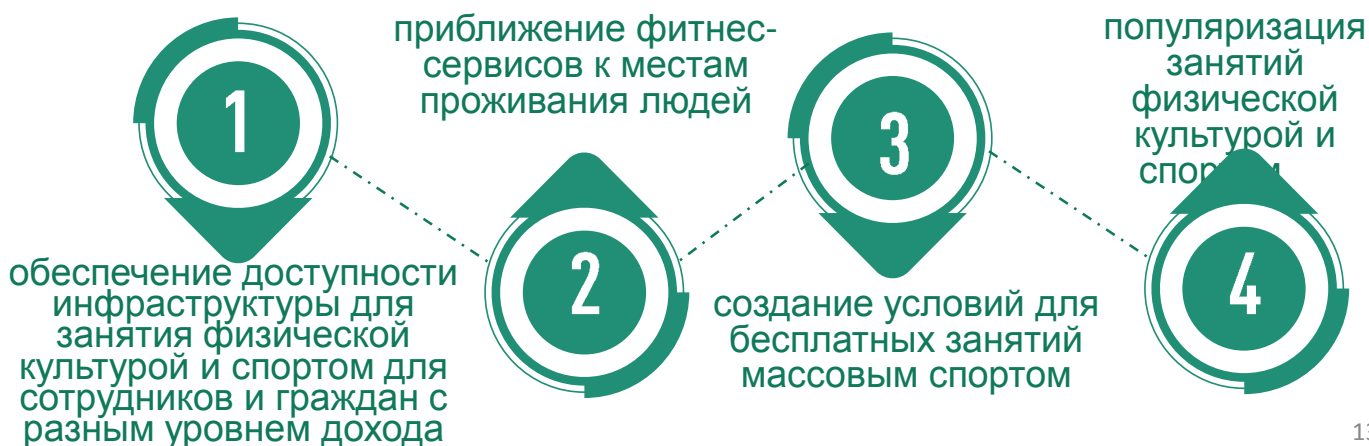 1
обеспечение доступности
инфраструктуры для
занятия физической
культурой и спортом для
сотрудников и граждан с
разным уровнем дохода
приближение фитнес-
сервисов к местам
проживания людей
2
3
создание условий для
бесплатных занятий
массовым спортом
популяризация
занятий
физической
культурой и
4